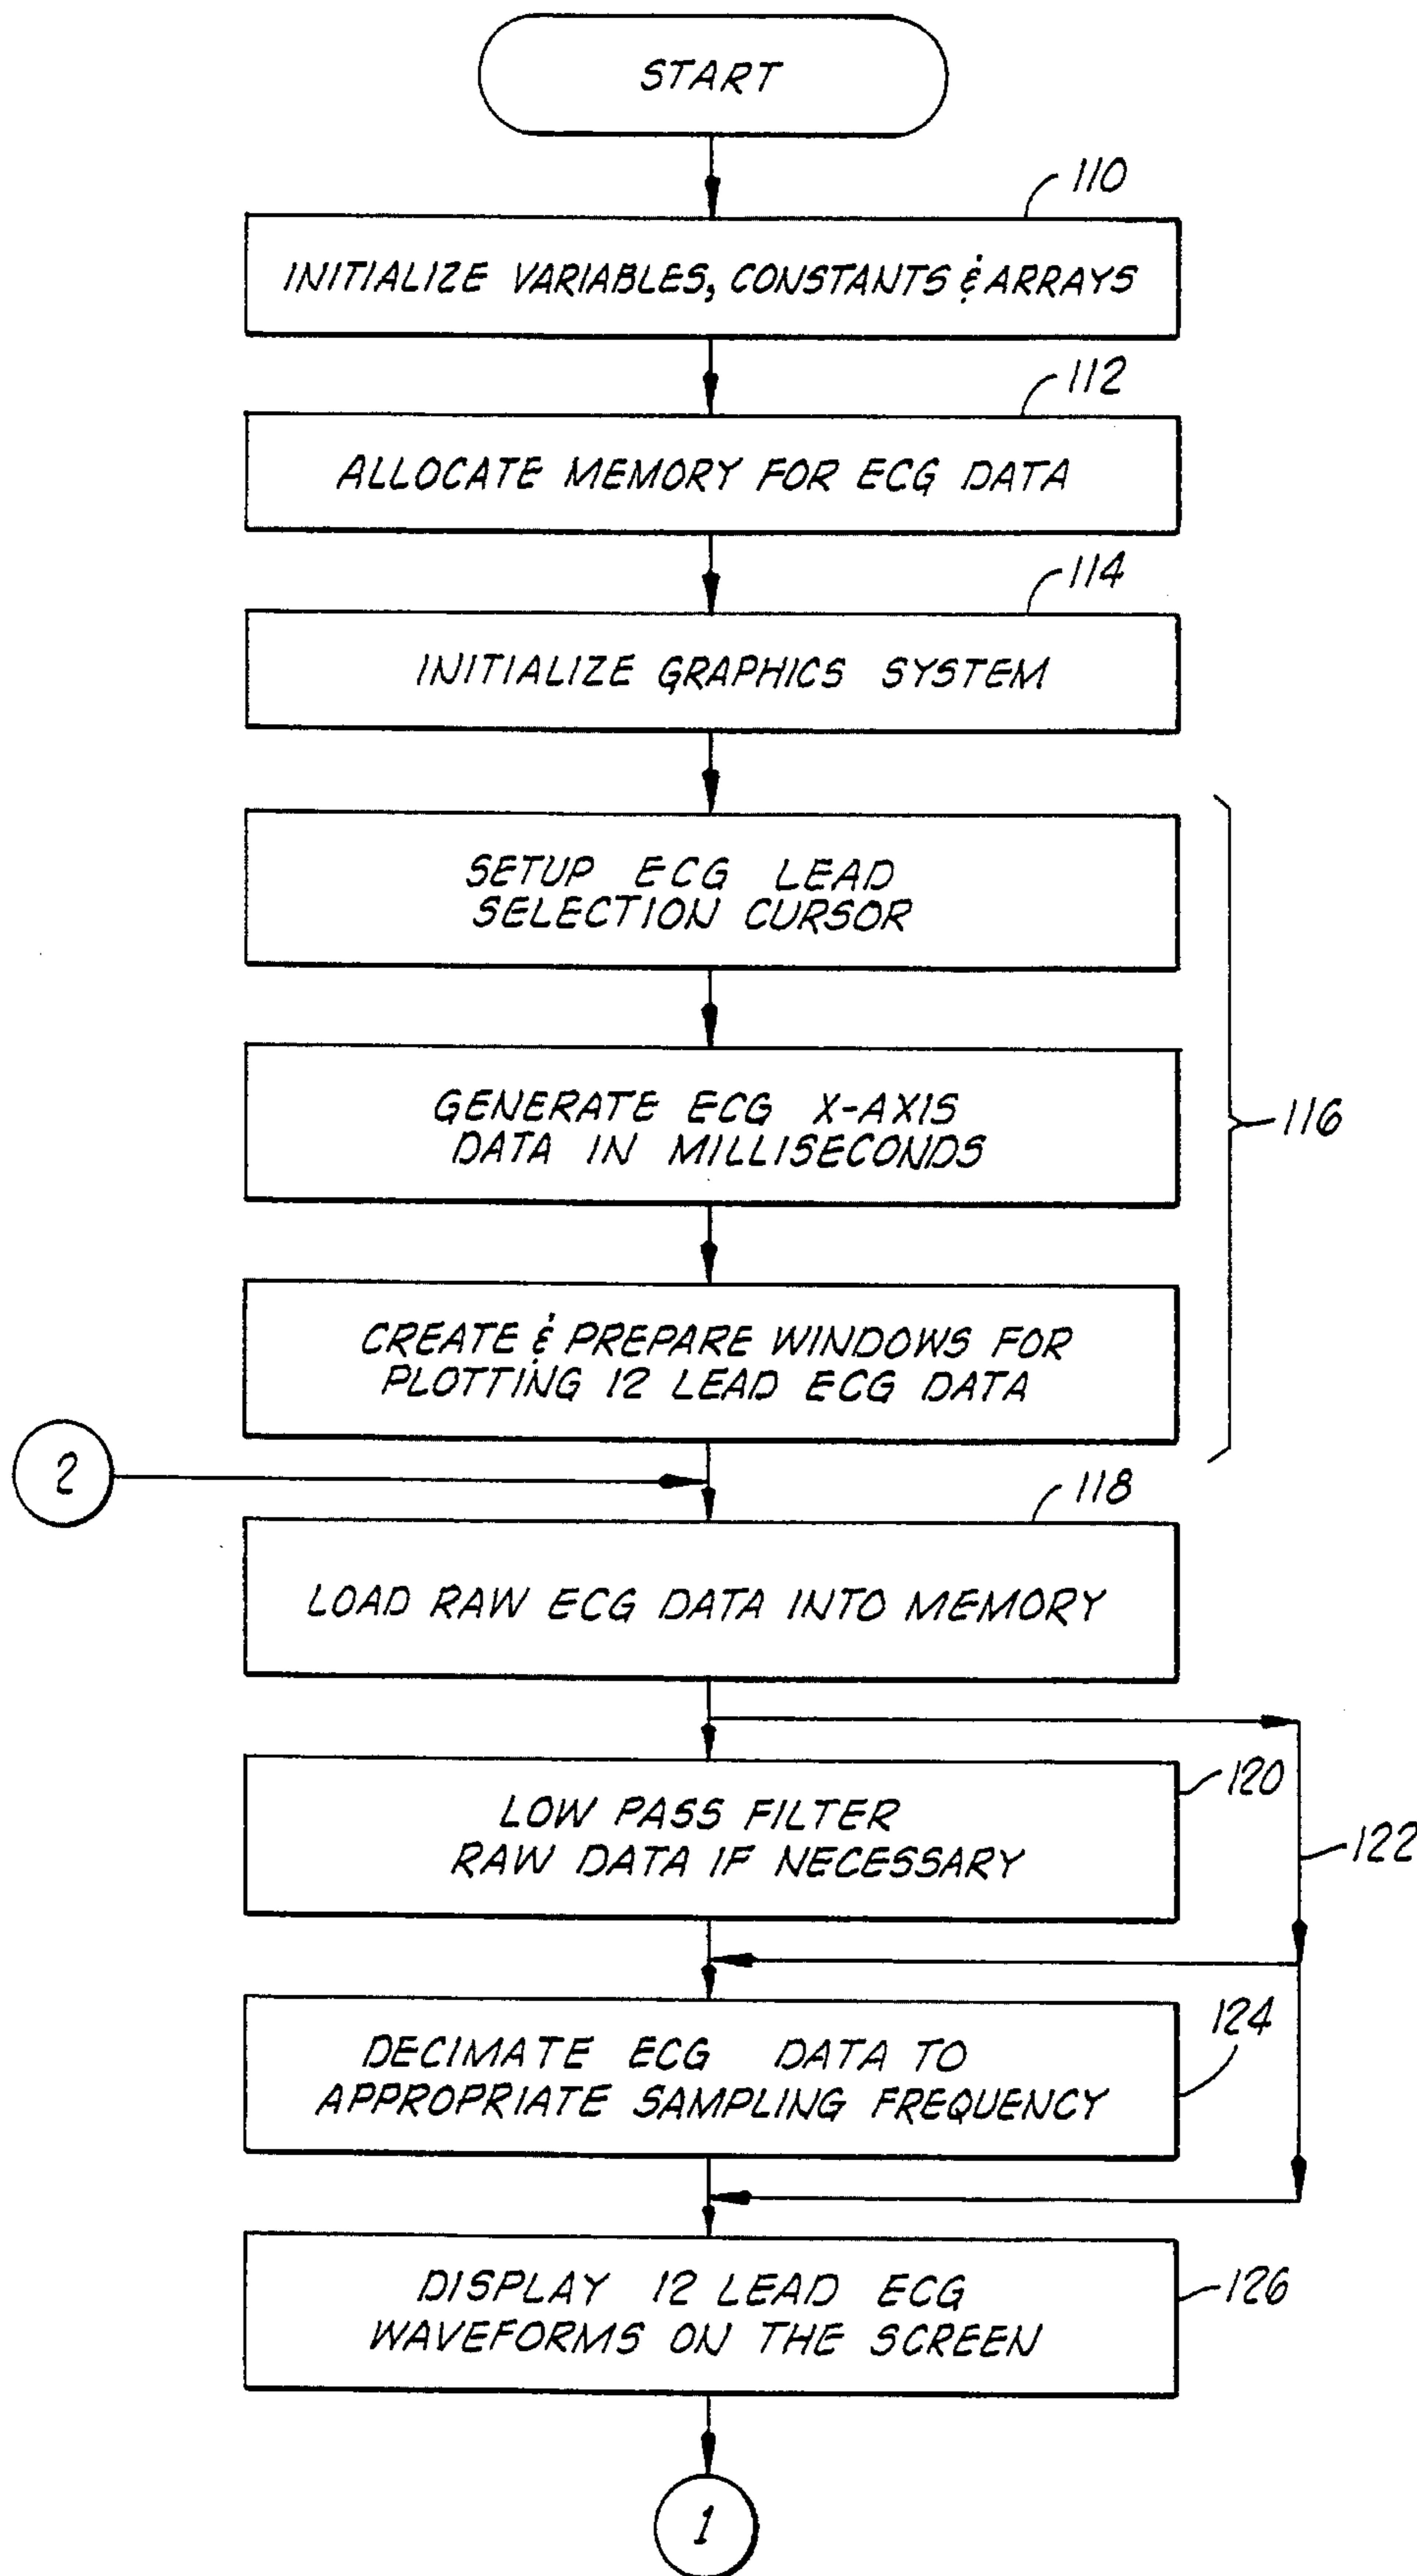 START
110
INITIALIZE VARIABLES, CONSTANTS & ARRAYS
112
ALLOCATE MEMORY FOR ECG DATA
114
INITIALIZE GRAPHICS SYSTEM
SETUP ECG LEAD
SELECTION CURSOR
GENERATE ECG X-AXIS
DATA IN MILLISECONDS
116
CREATE & PREPARE WINDOWS FOR
PLOTTING 12 LEAD ECG DATA
2
118
LOAD RAW ECG DATA INTO MEMORY
120
LOW PASS FILTER
RAW DATA IF NECESSARY
122
124
DECIMATE ECG DATA TO
APPROPRIATE SAMPLING FREQUENCY
126
DISPLAY 12 LEAD ECG
WAVEFORMS ON THE SCREEN
1